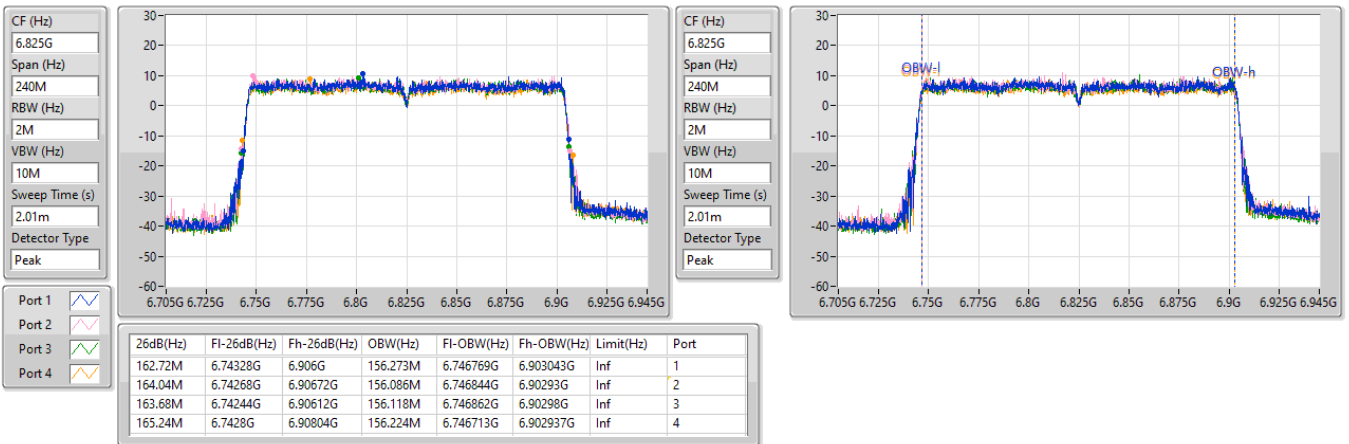 CF (Hz)
6.825G
Span (Hz)
240M
RBW (Hz)
2M
VBW (Hz)
10M
Sweep Time (s)
2.01m
Detector Type
Peak
30
20
10
0
-10
-20
-30
-40
-50
-60
6.705G 6.725G 6.75G 6.775G 6.8G 6.825G 6.85G 6.875G 6.9G 6.925G 6.945G
CF (Hz)
6.825G
Span (Hz)
240M
RBW (Hz)
2M
VBW (Hz)
10M
Sweep Time (s)
2.01m
Detector Type
Peak
30
20
10
0
-10
-20
-30
-40
-50
-60
OBW-l
OBW-h
6.705G 6.725G 6.75G 6.775G 6.8G 6.825G 6.85G 6.875G 6.9G 6.925G 6.945G
Port 1
Port 2
Port 3
Port 4
26dB(Hz) Fl-26dB(Hz) Fh-26dB(Hz) OBW(Hz) Fl-OBW(Hz) Fh-OBW(Hz) Limit(Hz) Port
162.72M 6.74328G 6.906G 156.273M 6.746769G 6.903043G Inf 1
164.04M 6.74268G 6.90672G 156.086M 6.746844G 6.90293G Inf 2
163.68M 6.74244G 6.90612G 156.118M 6.746862G 6.90298G Inf 3
165.24M 6.7428G 6.90804G 156.224M 6.746713G 6.902937G Inf 4